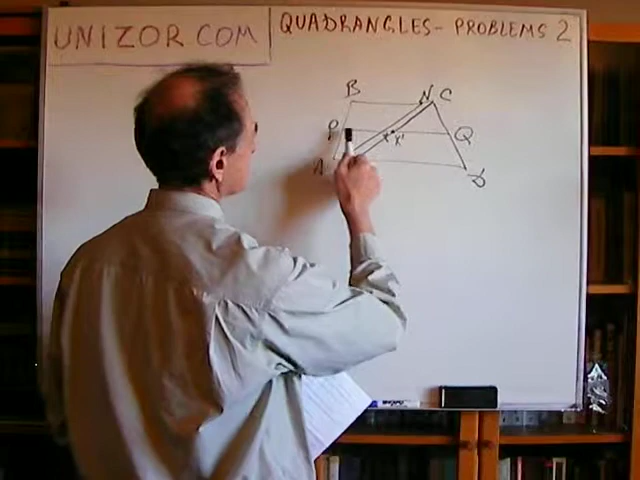 UNIZOR.COM
QUADRANGLES- PROBLEMS 2
B N C
P X X' Q
A D